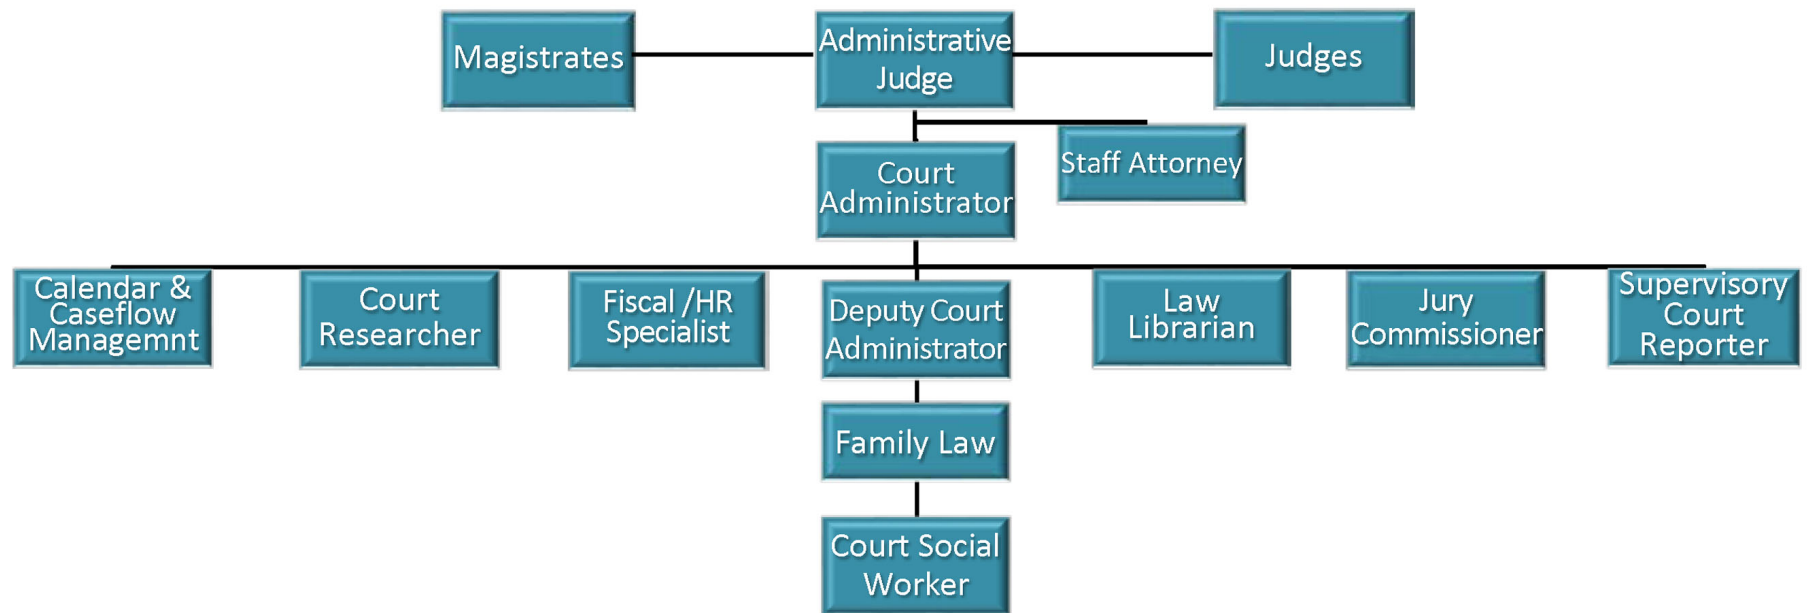 Magistrates
Administrative
Judge
Judges
Court
Administrator
Staff Attorney
Calendar &
Caseflow
Managemnt
Court
Researcher
Fiscal /HR
Specialist
Deputy Court
Administrator
Law
Librarian
Jury
Commissioner
Supervisory
Court
Reporter
Family Law
Court Social
Worker